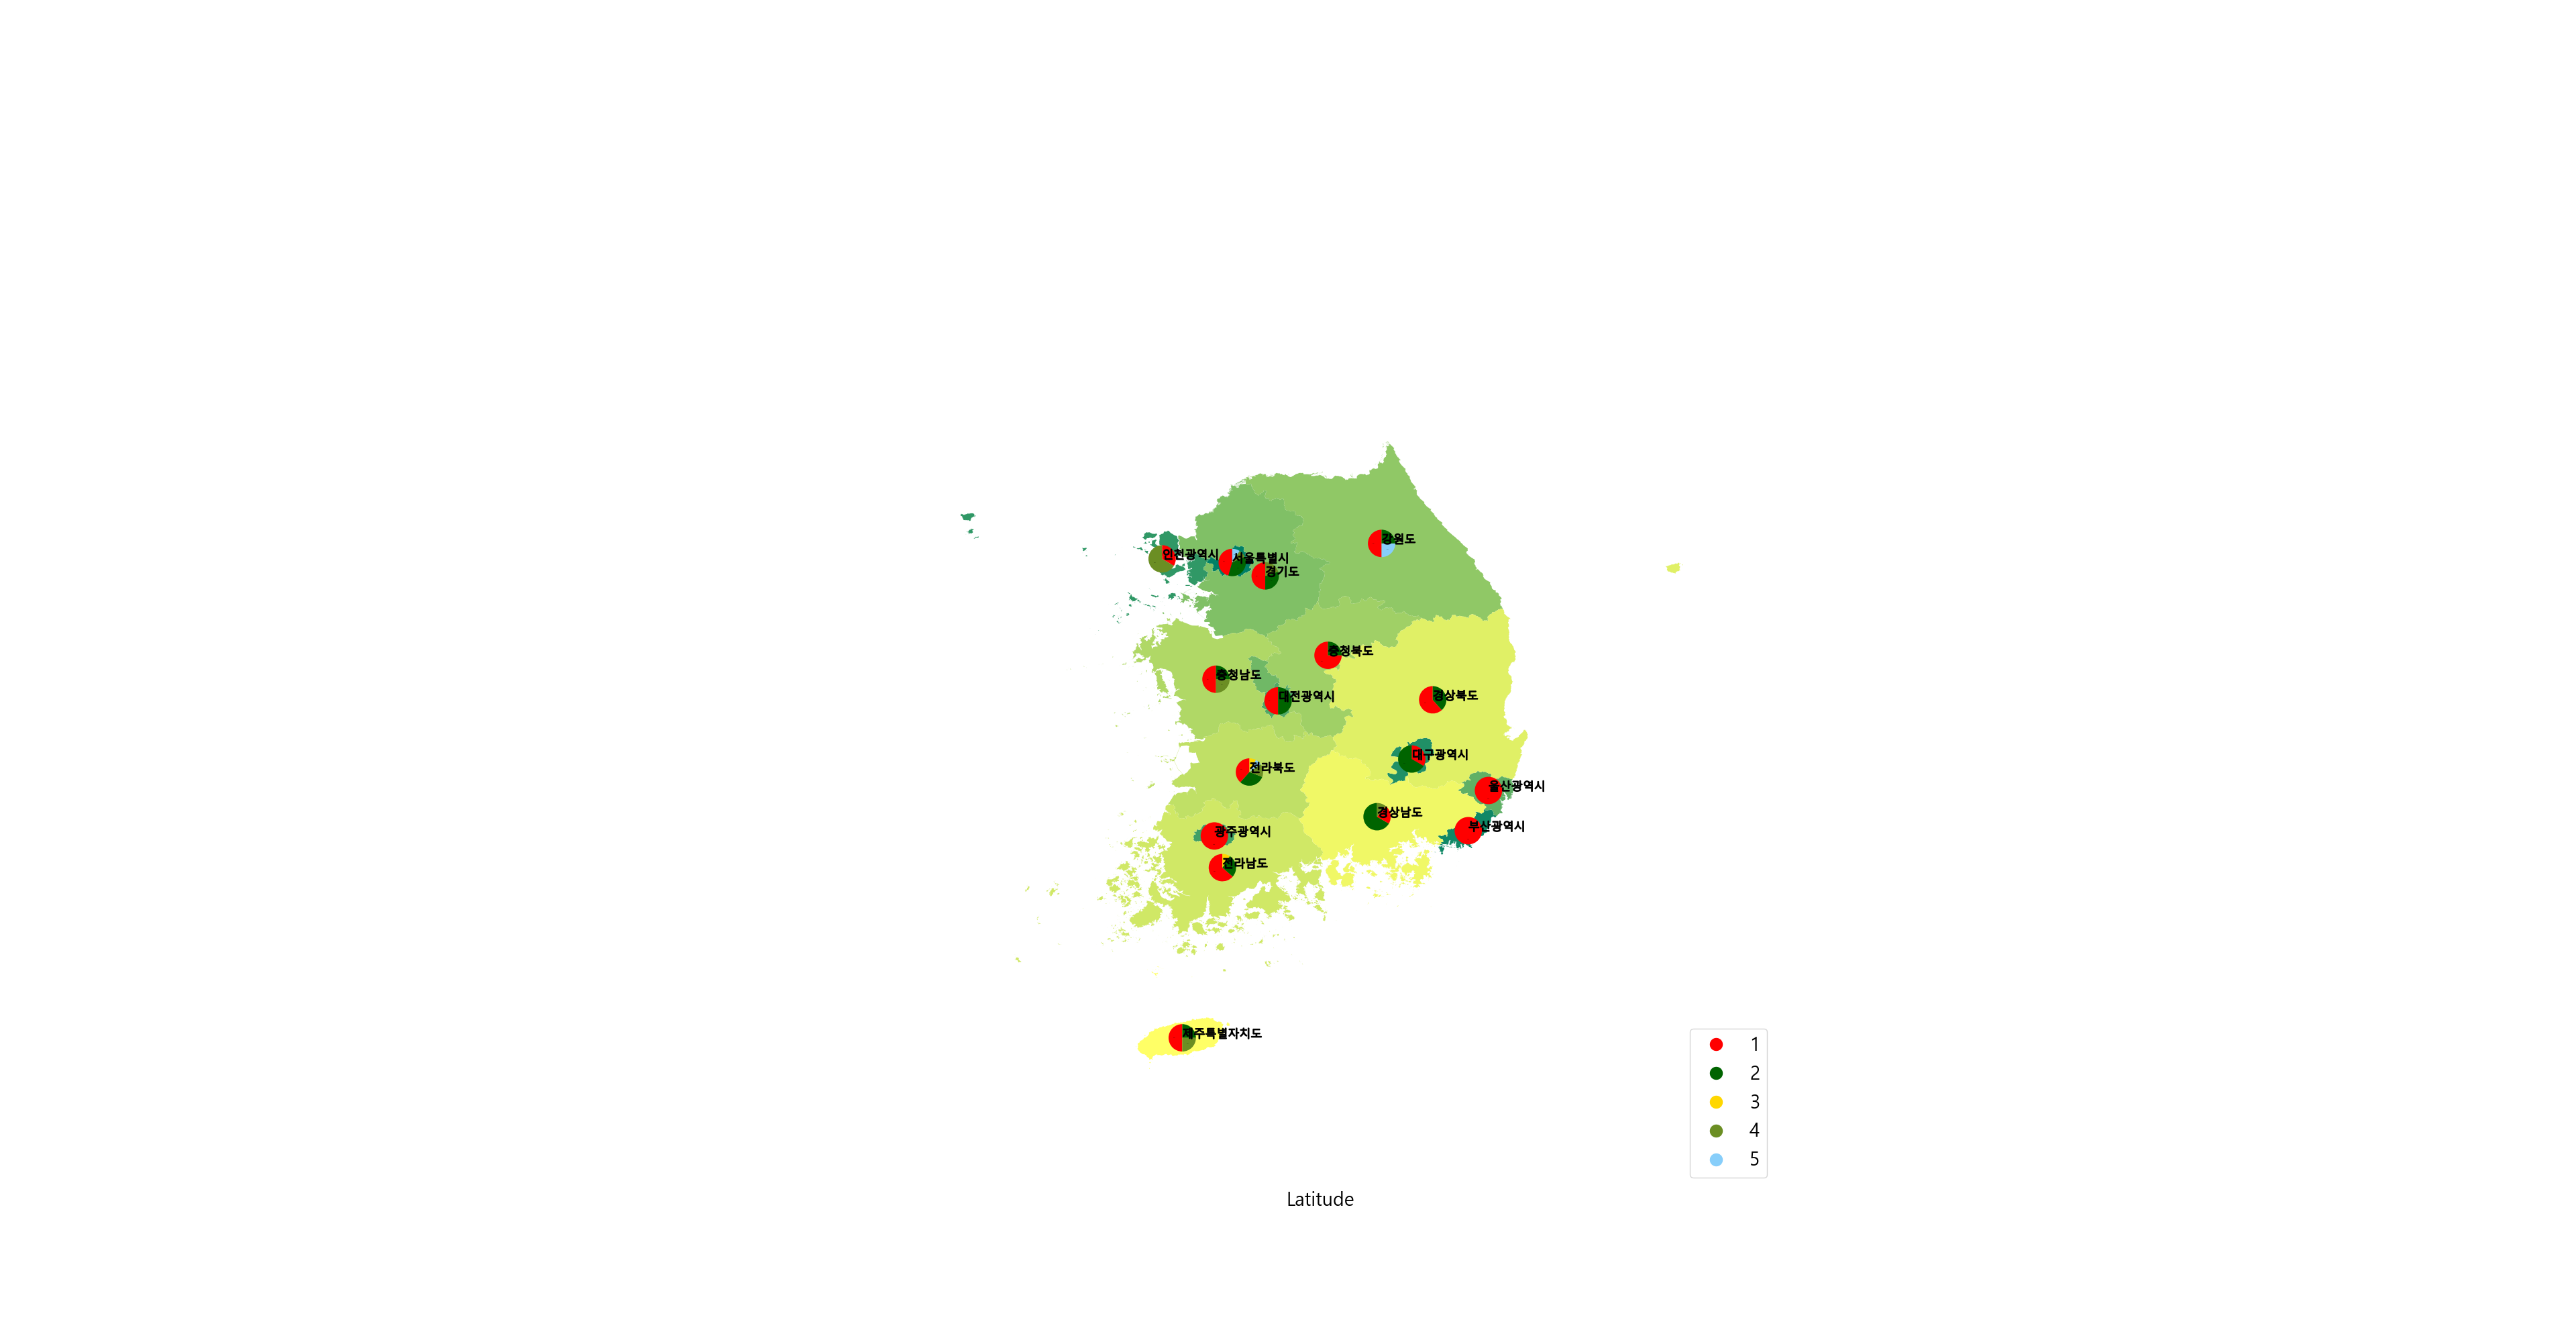 강원도
인천광역시
서울특별시
경기도
충청북도
충청남도
대전광역시
경상북도
대구광역시
전라북도
울산광역시
경상남도
부산광역시
광주광역시
전라남도
제주특별자치도
1
2
3
4
5
Latitude